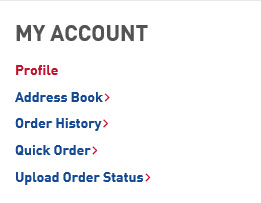 MY ACCOUNT
Profile
Address Book>
Order History>
Quick Order>
Upload Order Status>